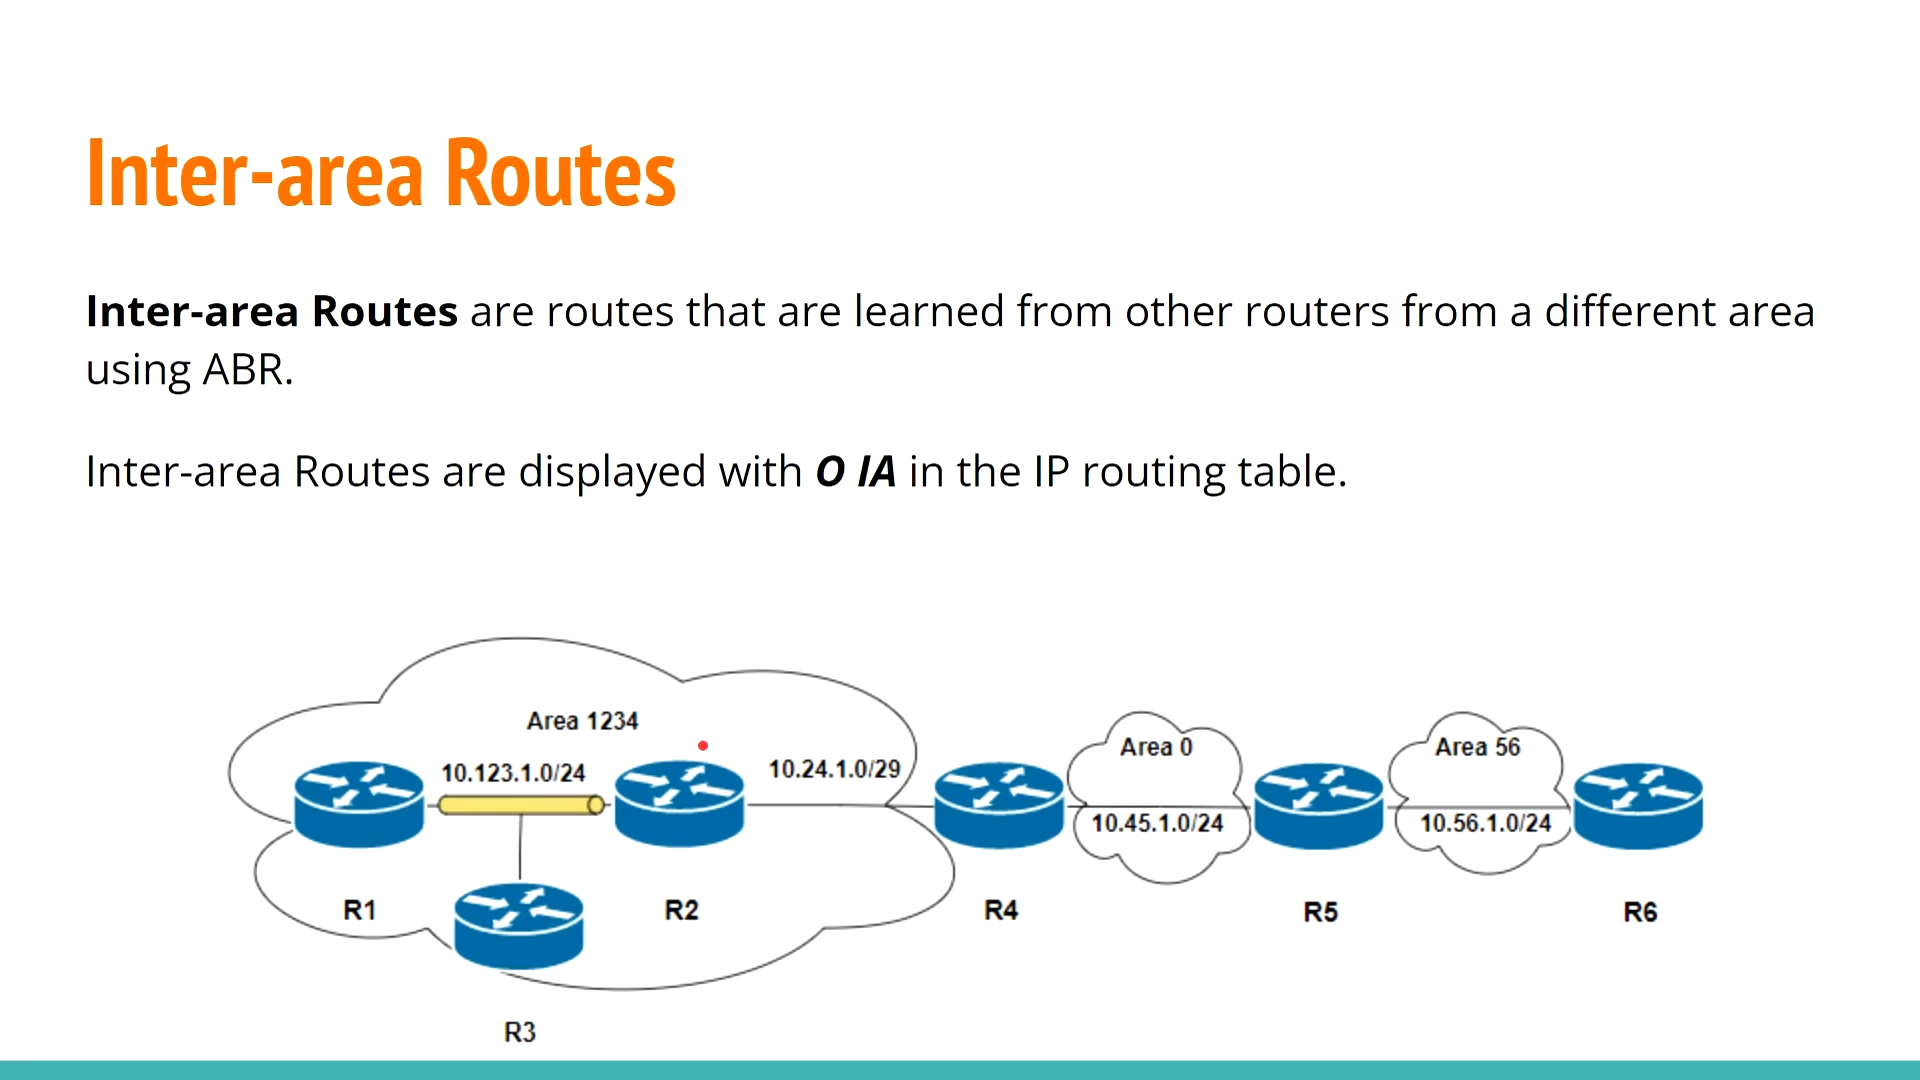 Inter-area Routes
Inter-area Routes are routes that are learned from other routers from a different area
using ABR.
Inter-area Routes are displayed with O IA in the IP routing table.
Area 1234
10.123.1.0/24
10.24.1.0/29
Area 0
10.45.1.0/24
Area 56
10.56.1.0/24
R1
R2
R4
R5
R6
R3